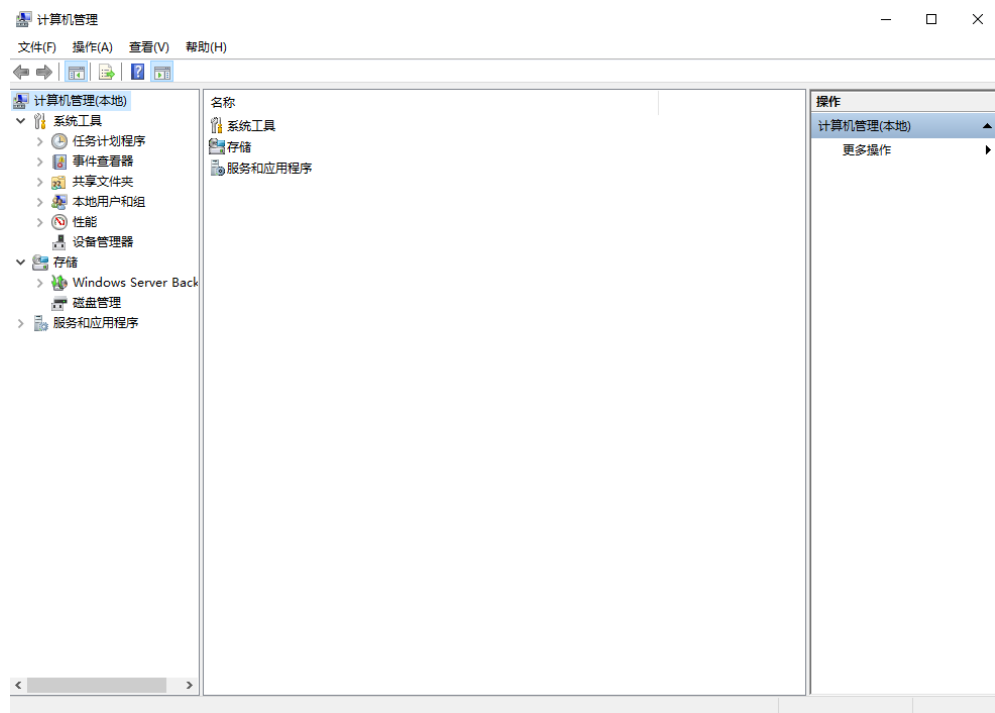 计算机管理
文件(F) 操作(A) 查看(V) 帮助(H)
计算机管理(本地)
系统工具
任务计划程序
事件查看器
共享文件夹
本地用户和组
性能
设备管理器
存储
Windows Server Back
磁盘管理
服务和应用程序
名称
系统工具
存储
服务和应用程序
操作
计算机管理(本地)
更多操作